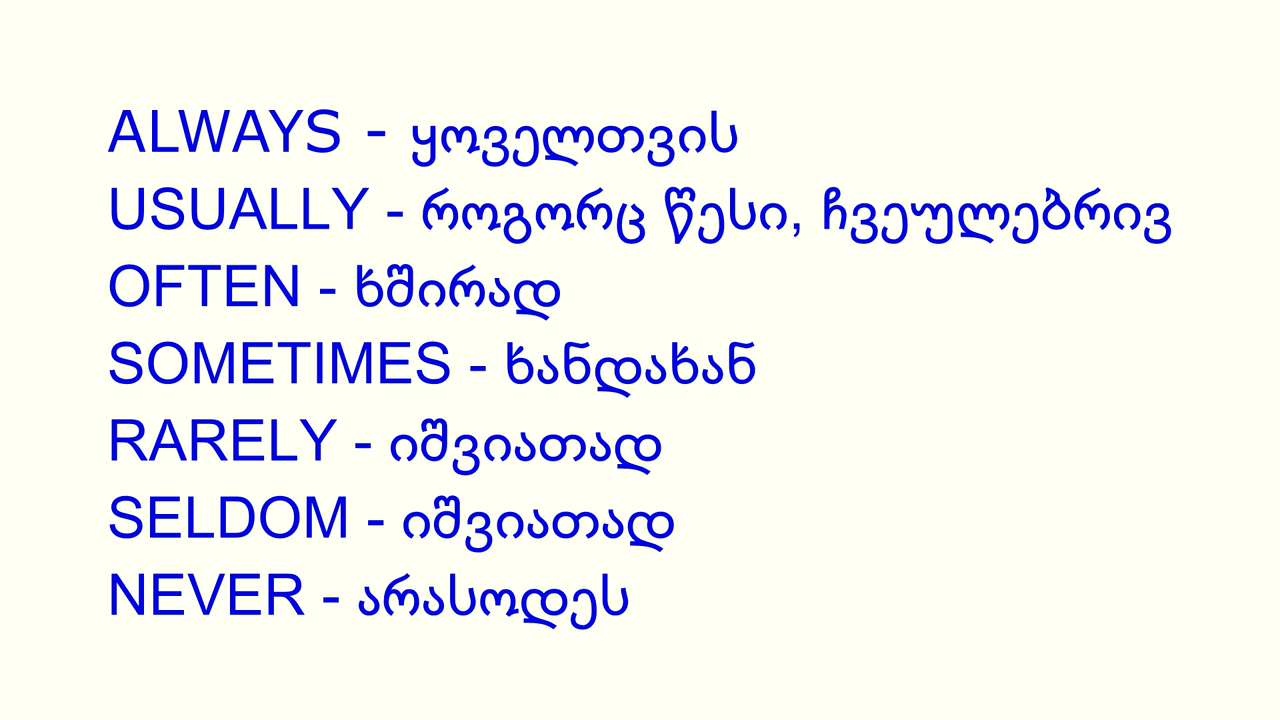 ALWAYS - ყოველთვის
USUALLY - როგორც წესი, ჩვეულებრივ
OFTEN - ხშირად
SOMETIMES - ხანდახან
RARELY - იშვიათად
SELDOM - იშვიათად
NEVER - არასოდეს